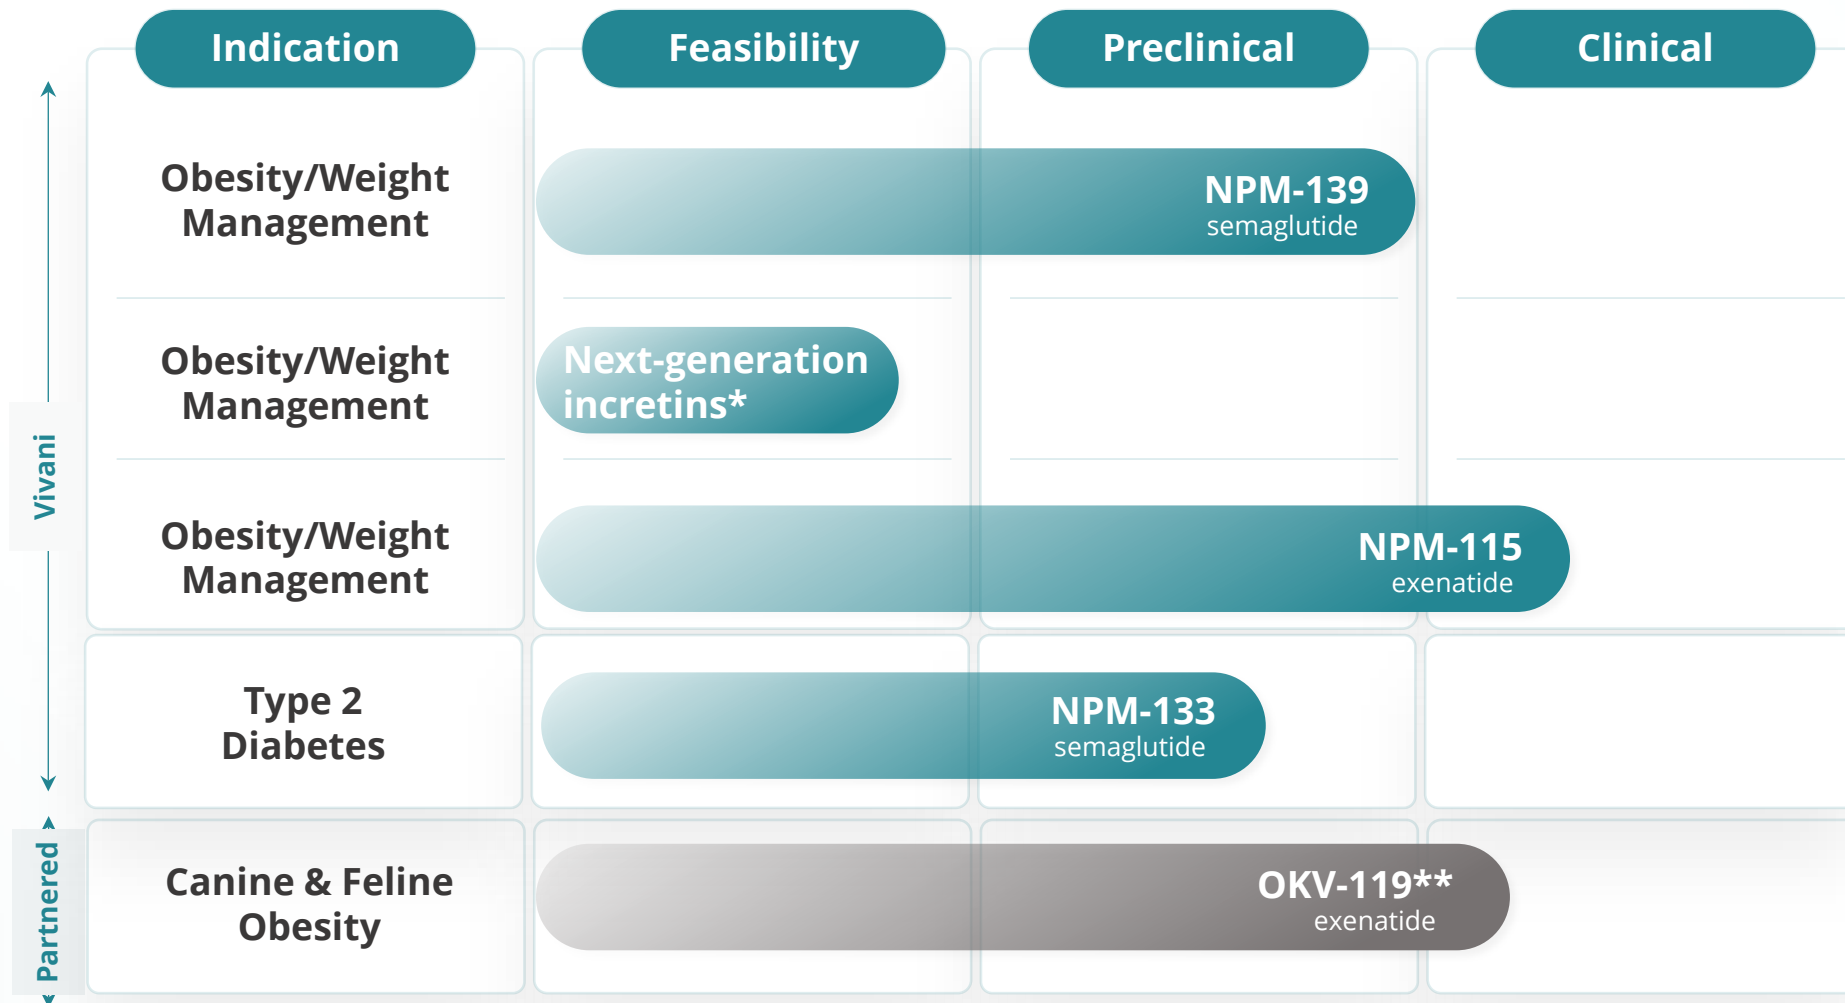 Indication
Feasibility
Preclinical
Clinical
Vivani
Obesity/Weight
Management
NPM-139
semaglutide
Obesity/Weight
Management
Next-generation
incretins*
Obesity/Weight
Management
NPM-115
exenatide
Type 2
Diabetes
NPM-133
semaglutide
Partnered
Canine & Feline
Obesity
OKV-119**
exenatide